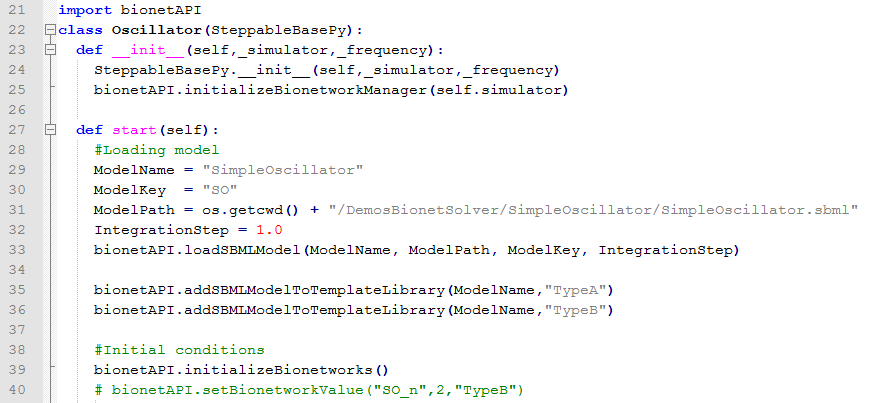 21 import bionetAPI
22 class Oscillator(SteppableBasePy):
23 def __init__(self,_simulator,_frequency):
24 SteppableBasePy.__init__(self,_simulator,_frequency)
25 bionetAPI.initializeBionetworkManager(self.simulator)
26
27 def start(self):
28 #Loading model
29 ModelName = "SimpleOscillator"
30 ModelKey  = "SO"
31 ModelPath = os.getcwd() + "/DemosBionetSolver/SimpleOscillator/SimpleOscillator.sbml"
32 IntegrationStep = 1.0
33 bionetAPI.loadSBMLModel(ModelName, ModelPath, ModelKey, IntegrationStep)
34
35 bionetAPI.addSBMLModelToTemplateLibrary(ModelName,"TypeA")
36 bionetAPI.addSBMLModelToTemplateLibrary(ModelName,"TypeB")
37
38 #Initial conditions
39 bionetAPI.initializeBionetworks()
40 # bionetAPI.setBionetworkValue("SO_n",2,"TypeB")